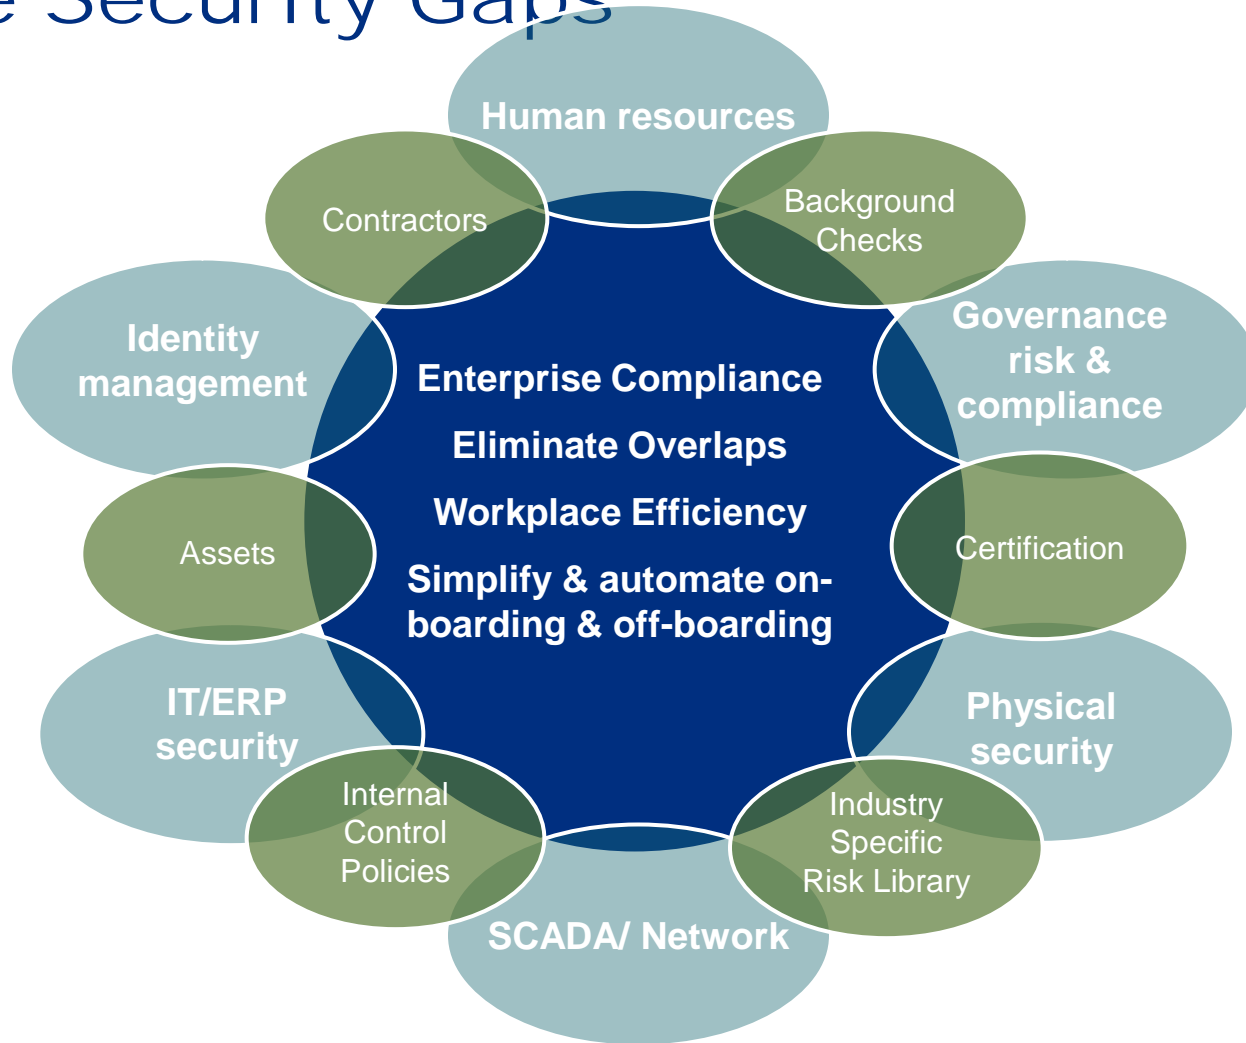 e Security Gaps
Human resources
Contractors
Background
Checks
Identity
management
Governance
risk &
compliance
Enterprise Compliance
Eliminate Overlaps
Workplace Efficiency
Simplify & automate on-
boarding & off-boarding
Assets
Certification
IT/ERP
security
Physical
security
Internal
Control
Policies
Industry
Specific
Risk Library
SCADA/ Network